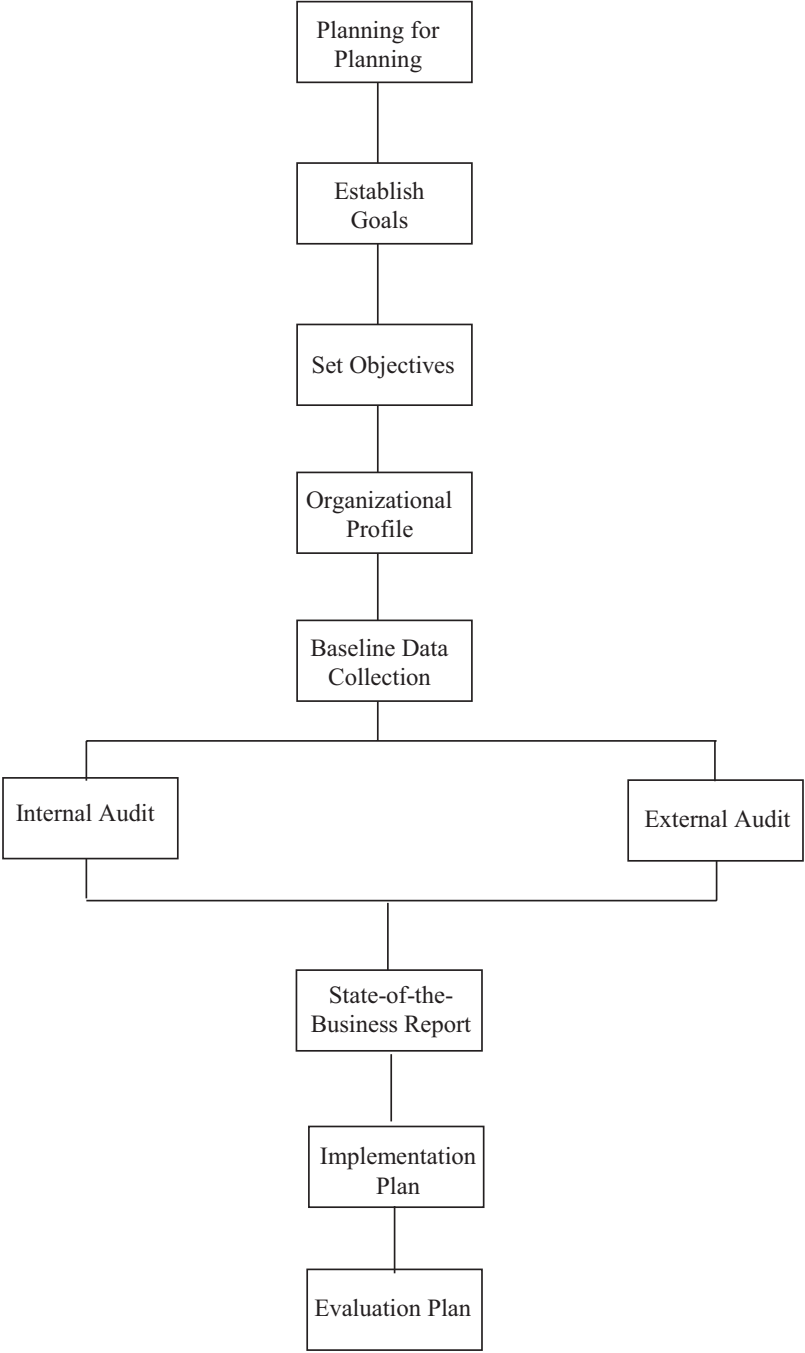 Planning for
Planning
Establish
Goals
Set Objectives
Organizational
Profile
Baseline Data
Collection
Internal Audit
External Audit
State-of-the-
Business Report
Implementation
Plan
Evaluation Plan